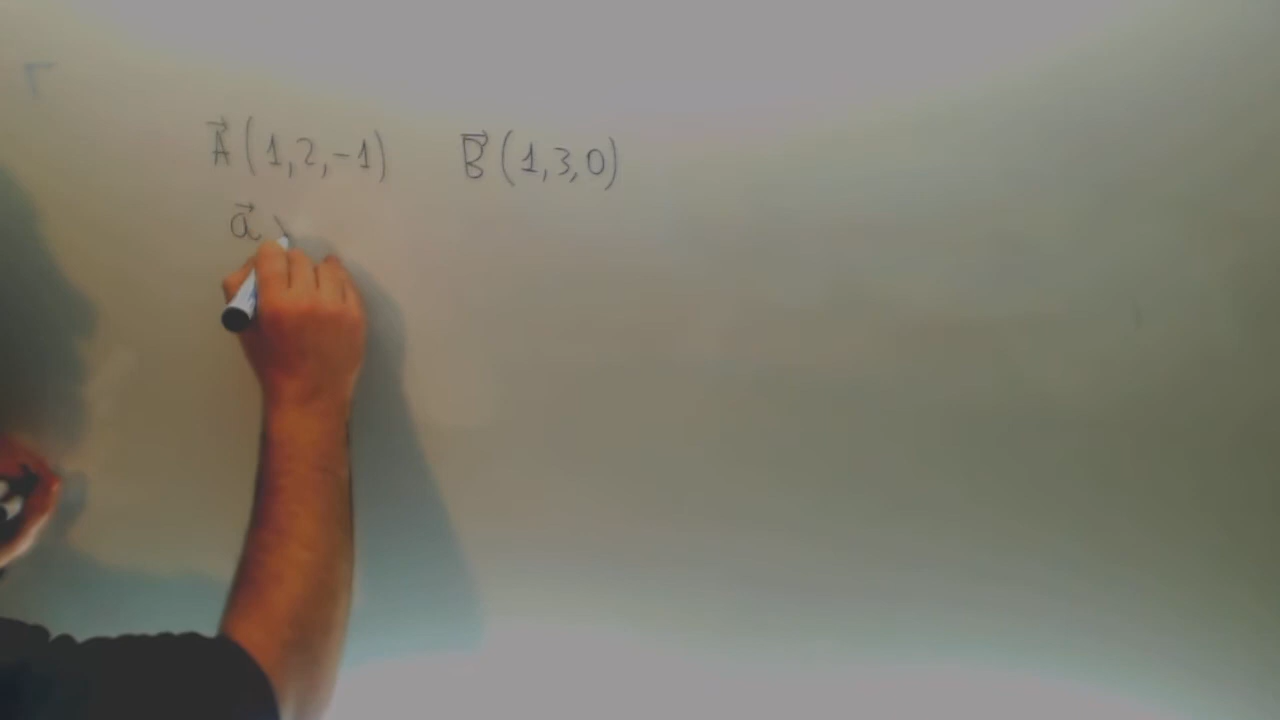 A⃗ (1,2,-1) B⃗ (1,3,0)
a⃗